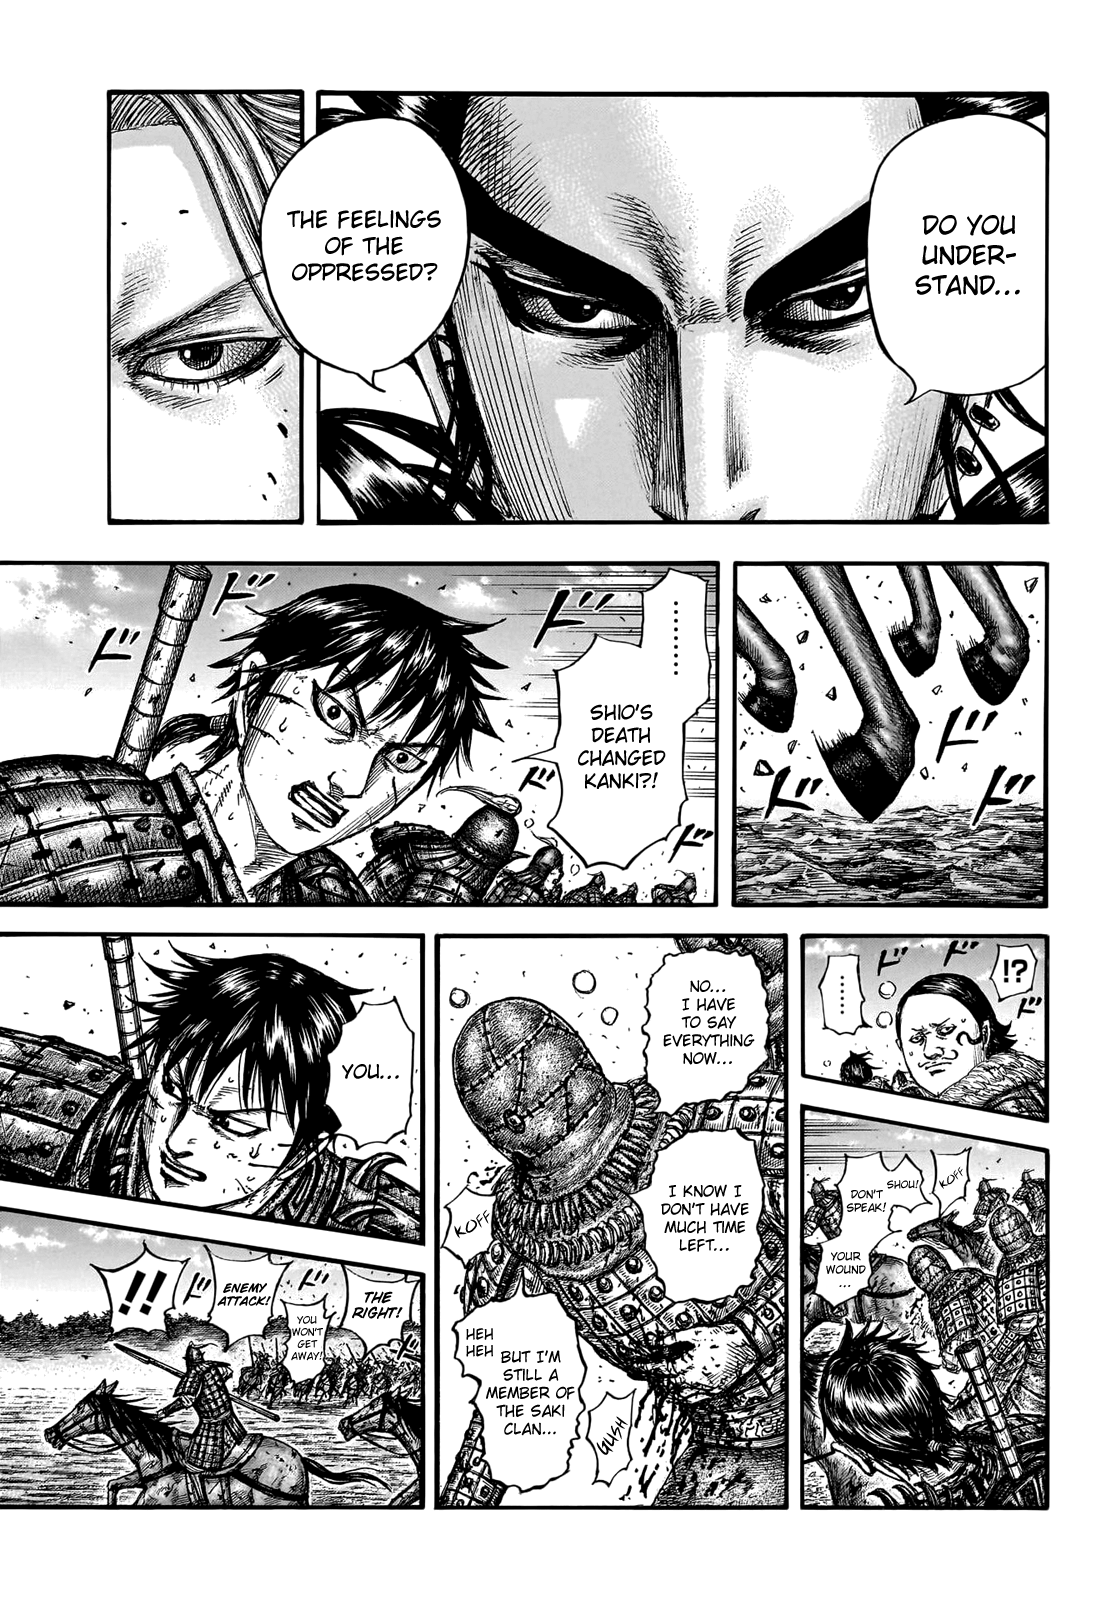 DO YOU
UNDER-
STAND...
THE FEELINGS
OF THE
OPPRESSED?
ド
ド
ド
.........
SHIO'S
DEATH
CHANGED
KANKI?!
ド
ド
ド
ド
!?
ド
ド
ド
......
SHOU!
DON'T
SPEAK!
KOFF
YOUR
WOUND
...
NO...
I HAVE
TO SAY
EVERYTHING
NOW...
I KNOW I
DON'T HAVE
MUCH TIME
LEFT...
KOFF
HEH
HEH
BUT I'M
STILL A
MEMBER OF
THE SAKI
CLAN...
GUSH
YOU...
THE
RIGHT!
ENEMY
ATTACK!
YOU
WON'T
GET
AWAY!
ド
ド
!!